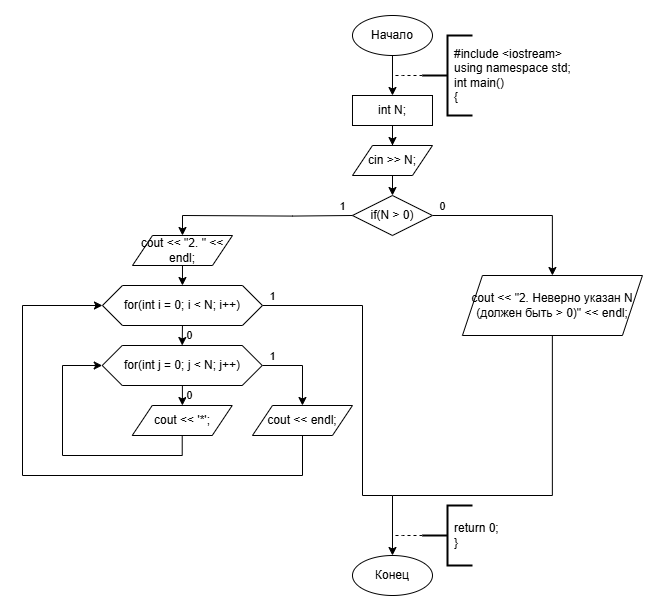 Начало
#include <iostream>
using namespace std;
int main()
{
int N;
cin >> N;
if(N > 0)
1
0
cout << "2. " <<
endl;
cout << "2. Неверно указан N
(должен быть > 0)" << endl;
for(int i = 0; i < N; i++)
1
0
for(int j = 0; j < N; j++)
1
0
cout << '*';
cout << endl;
return 0;
}
Конец